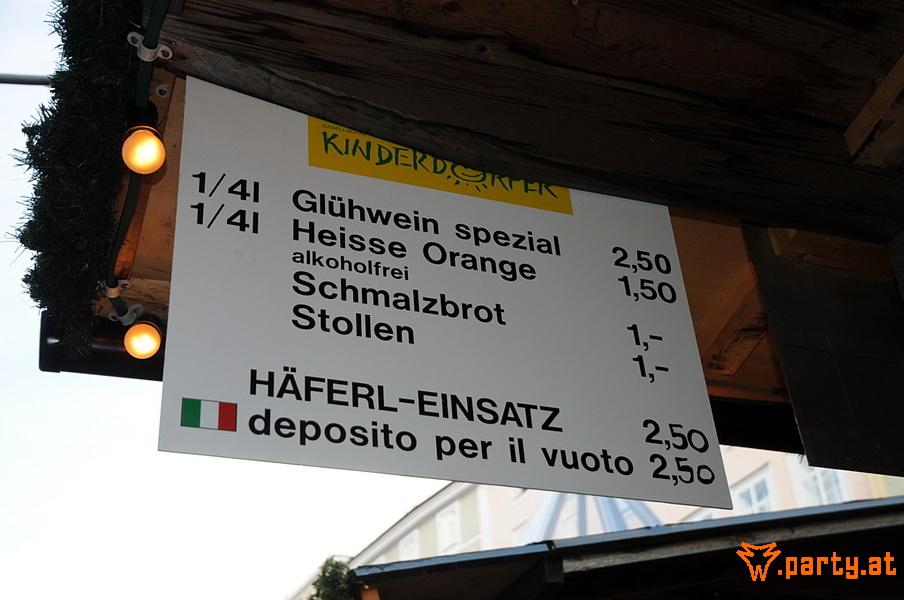 KINDERDÖRFER
1/4l Glühwein spezial 2,50
1/4l Heisse Orange 1,50
alkoholfrei
Schmalzbrot 1,-
Stollen 1,-
HÄFERL-EINSATZ 2,50
deposito per il vuoto 2,50
W.party.at